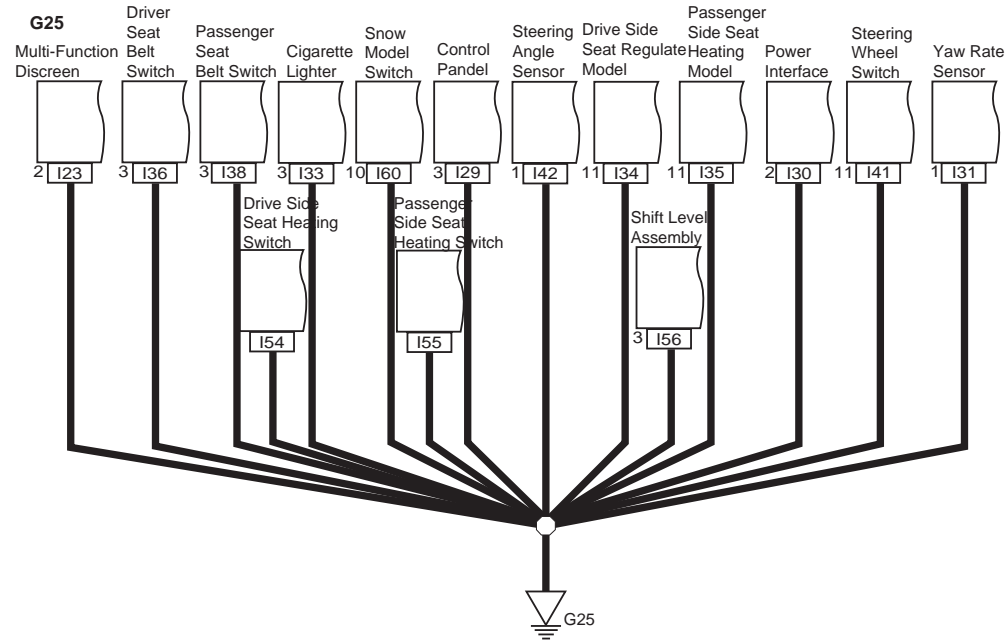 G25
Multi-Function
Discreen
Driver
Seat
Belt
Switch
Passenger
Seat
Belt Switch
Cigarette
Lighter
Snow
Model
Switch
Control
Pandel
Steering
Angle
Sensor
Drive Side
Seat Regulate
Model
Passenger
Side Seat
Heating
Model
Power
Interface
Steering
Wheel
Switch
Yaw Rate
Sensor
2 I23
3 I36
3 I38
3 I33
10 I60
3 I29
1 I42
11 I34
11 I35
2 I30
11 I41
1 I31
Drive Side
Seat Heating
Switch
Passenger
Side Seat
Heating Switch
Shift Level
Assembly
I54
I55
3 I56
G25